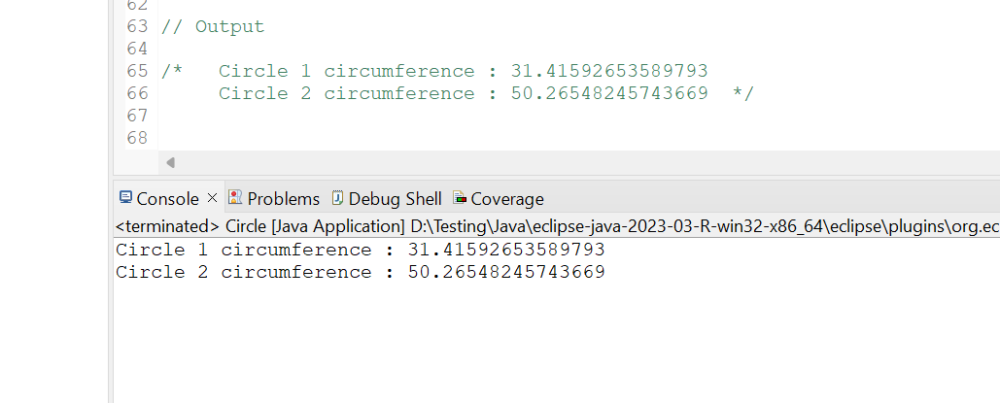 62
63 // Output
64
65 /*   Circle 1 circumference : 31.41592653589793
66      Circle 2 circumference : 50.26548245743669  */
67
68
Console × Problems Debug Shell Coverage
<terminated> Circle [Java Application] D:\Testing\Java\eclipse-java-2023-03-R-win32-x86_64\eclipse\plugins\org.ec
Circle 1 circumference : 31.41592653589793
Circle 2 circumference : 50.26548245743669